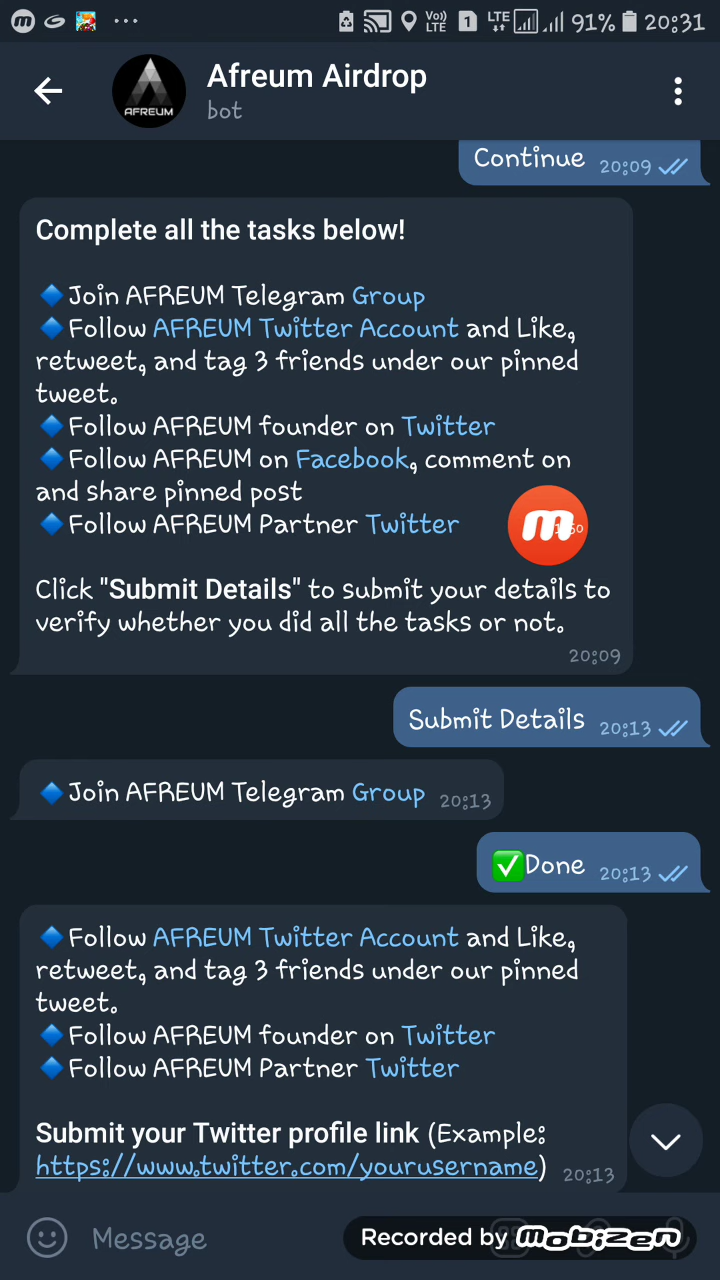 Vo)) LTE 1 LTE 91% 20:31
AFREUM
Afreum Airdrop
bot
Continue 20:09
Complete all the tasks below!
Join AFREUM Telegram Group
Follow AFREUM Twitter Account and Like,
retweet, and tag 3 friends under our pinned
tweet.
Follow AFREUM founder on Twitter
Follow AFREUM on Facebook, comment on
and share pinned post
Follow AFREUM Partner Twitter
Click "Submit Details" to submit your details to
verify whether you did all the tasks or not.
20:09
Submit Details 20:13
Join AFREUM Telegram Group 20:13
✅Done 20:13
Follow AFREUM Twitter Account and Like,
retweet, and tag 3 friends under our pinned
tweet.
Follow AFREUM founder on Twitter
Follow AFREUM Partner Twitter
Submit your Twitter profile link (Example:
https://www.twitter.com/yourusername) 20:13
Message
Recorded by mobizen